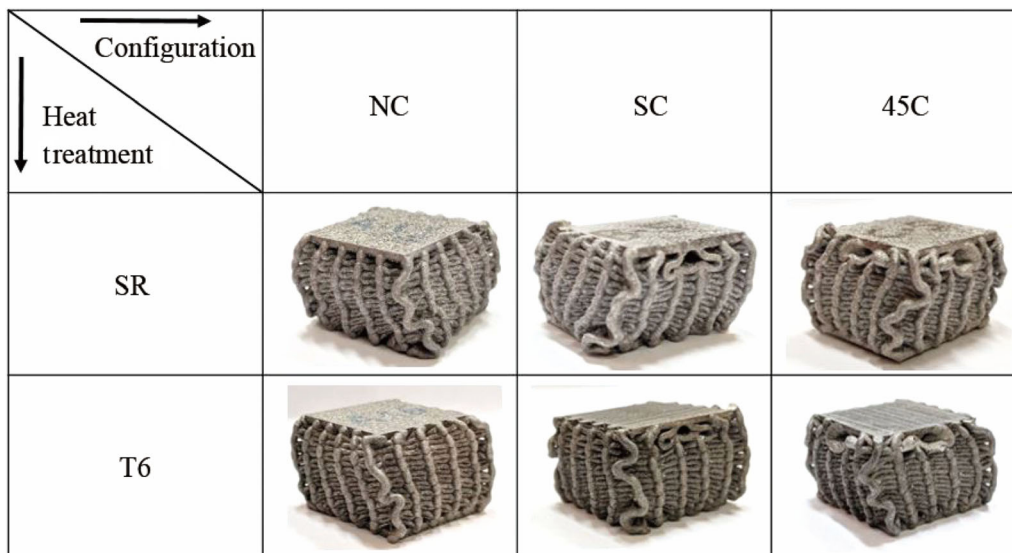 Configuration
Heat
treatment
NC
SC
45C
SR
T6